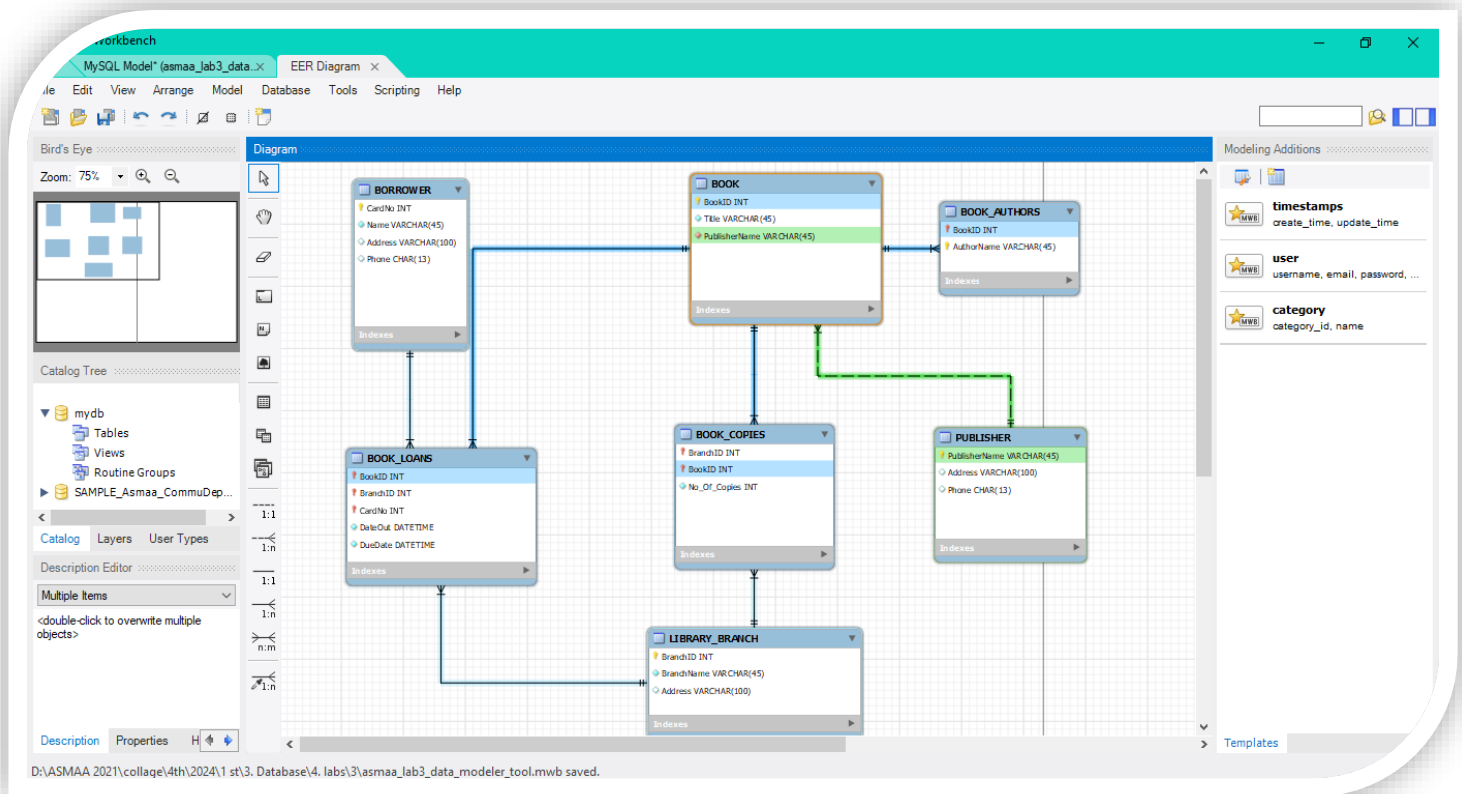 Workbench
MySQL Model* (asmaa_lab3_data... ×
EER Diagram ×
Edit View Arrange Model Database Tools Scripting Help
Bird's Eye
Zoom: 75%
Catalog Tree
mydb
Tables
Views
Routine Groups
SAMPLE_Asmaa_CommuDep...
Catalog Layers User Types
Description Editor
Multiple Items
<double-click to overwrite multiple
objects>
Description Properties H
1:1
1:n
1:1
1:n
n:m
1:n
Diagram
BORROWER
CardNo INT
Name VARCHAR(45)
Address VARCHAR(100)
Phone CHAR(13)
Indexes
BOOK
BookID INT
Title VARCHAR(45)
PublisherName VARCHAR(45)
Indexes
BOOK_AUTHORS
BookID INT
AuthorName VARCHAR(45)
Indexes
BOOK_LOANS
BookID INT
BranchID INT
CardNo INT
DateOut DATETIME
DueDate DATETIME
Indexes
BOOK_COPIES
BranchID INT
BookID INT
No_Of_Copies INT
Indexes
PUBLISHER
PublisherName VARCHAR(45)
Address VARCHAR(100)
Phone CHAR(13)
Indexes
LIBRARY_BRANCH
BranchID INT
BranchName VARCHAR(45)
Address VARCHAR(100)
Indexes
Modeling Additions
MWB
timestamps
create_time, update_time
MWB
user
username, email, password, ...
MWB
category
category_id, name
Templates
D:\ASMAA 2021\collage\4th\2024\1 st\3. Database\4. labs\3\asmaa_lab3_data_modeler_tool.mwb saved.